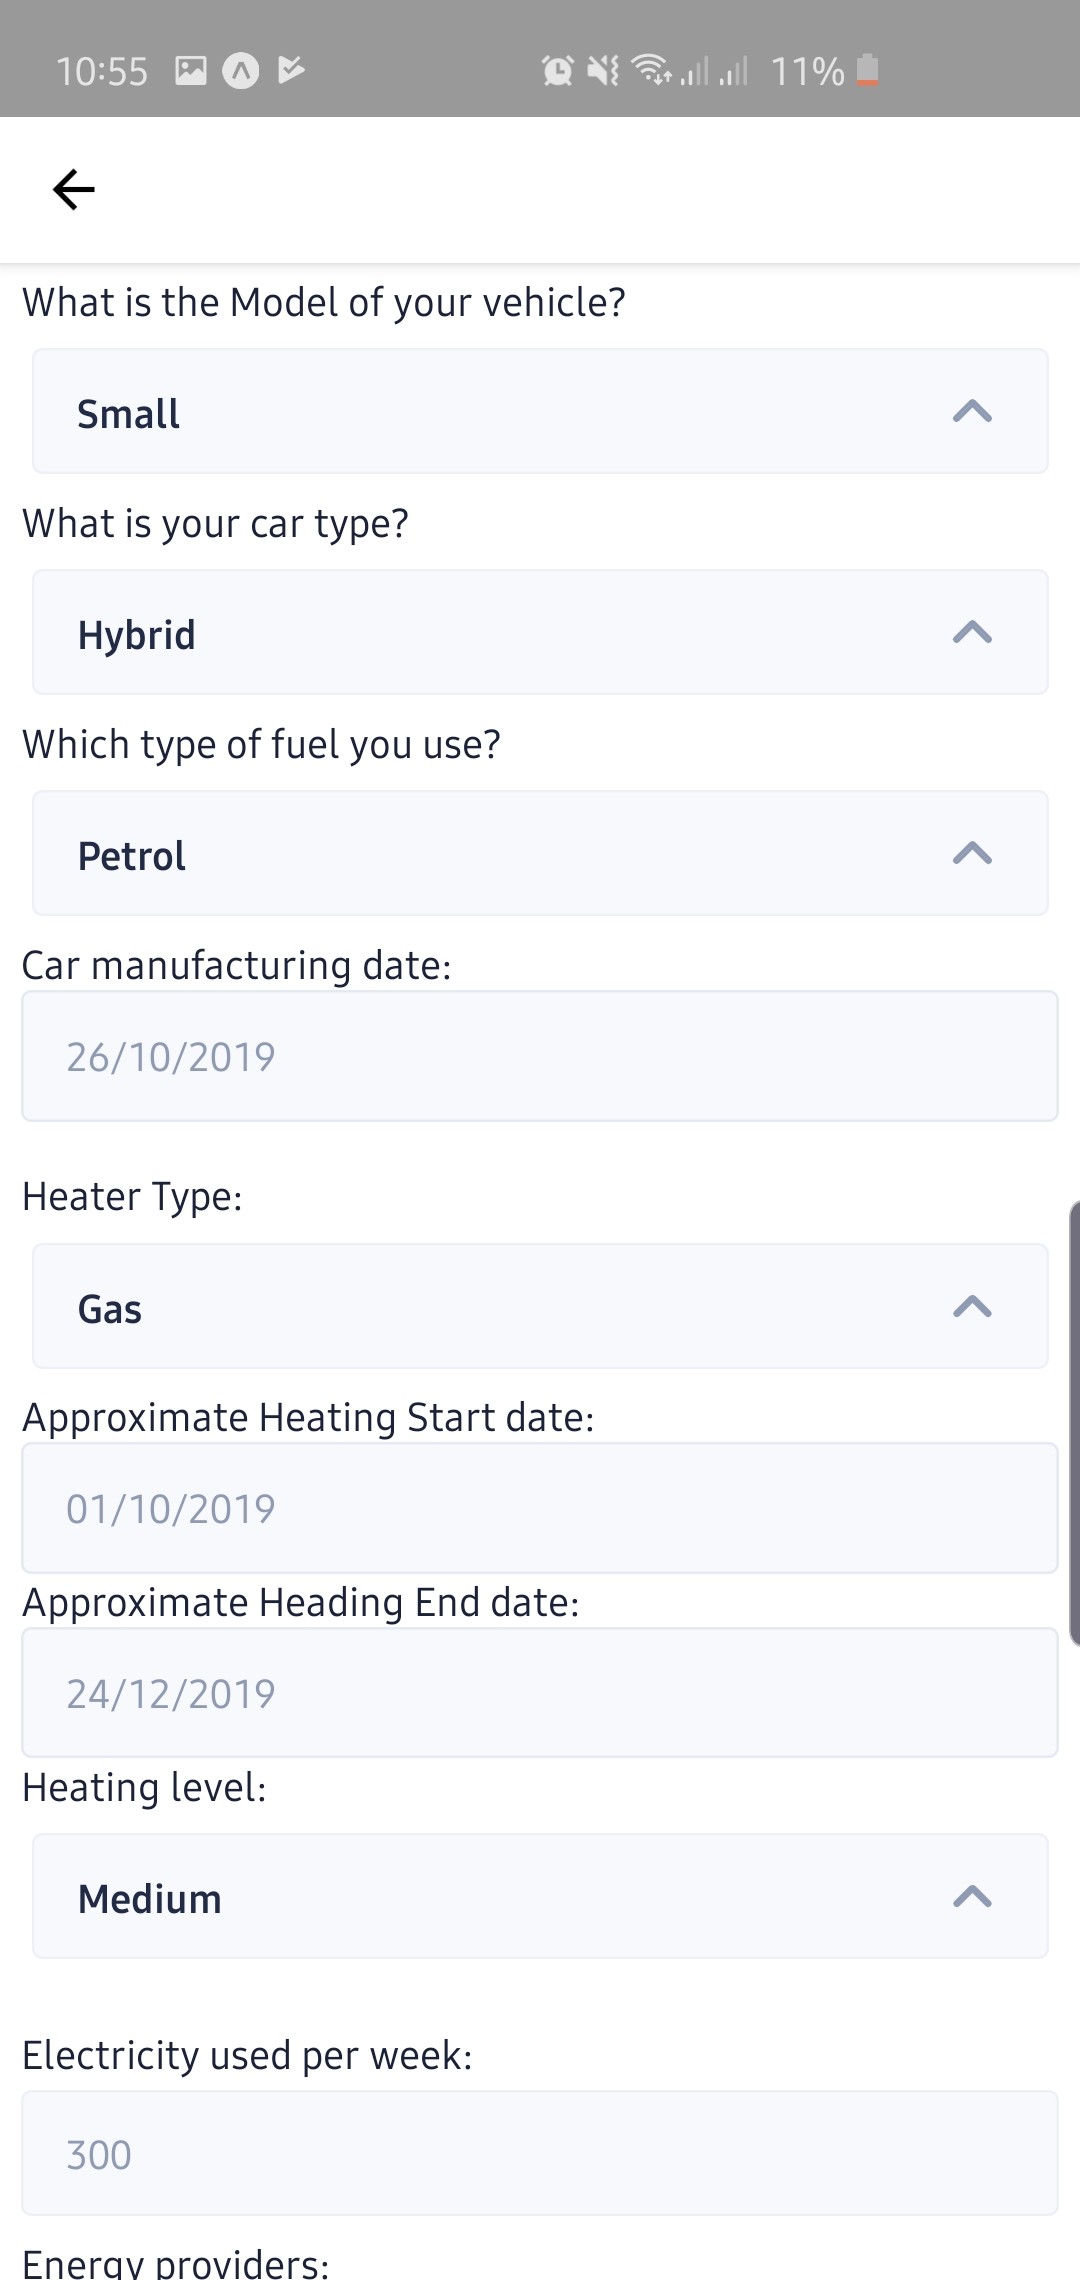 10:55 11%
What is the Model of your vehicle?
Small
What is your car type?
Hybrid
Which type of fuel you use?
Petrol
Car manufacturing date:
26/10/2019
Heater Type:
Gas
Approximate Heating Start date:
01/10/2019
Approximate Heading End date:
24/12/2019
Heating level:
Medium
Electricity used per week:
300
Energy providers: